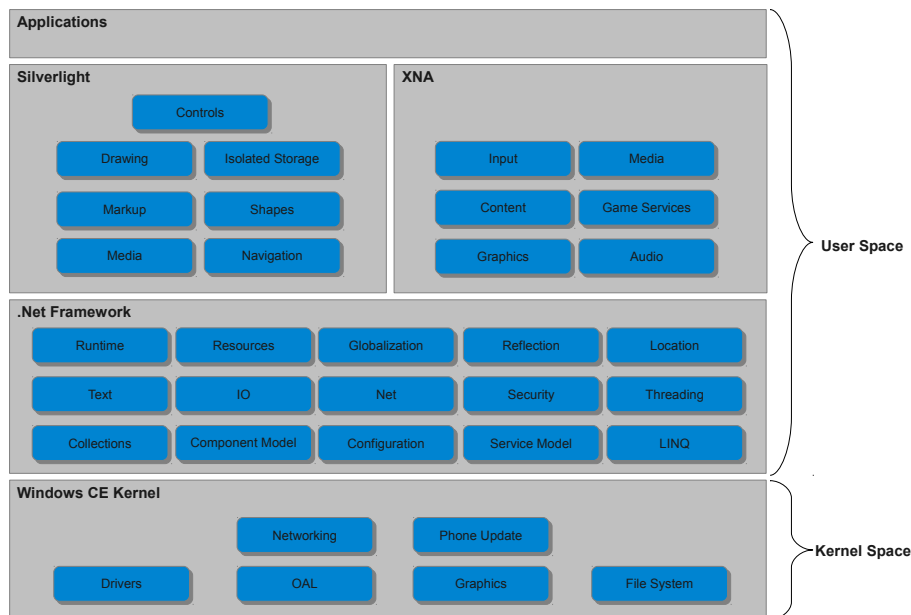 Applications
Silverlight
Controls
Drawing
Isolated Storage
Markup
Shapes
Media
Navigation
XNA
Input
Media
Content
Game Services
Graphics
Audio
User Space
.Net Framework
Runtime
Resources
Globalization
Reflection
Location
Text
IO
Net
Security
Threading
Collections
Component Model
Configuration
Service Model
LINQ
Windows CE Kernel
Networking
Phone Update
Drivers
OAL
Graphics
File System
Kernel Space